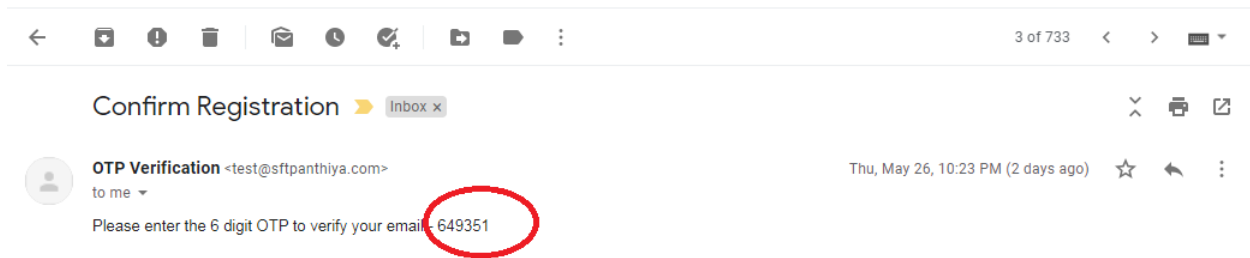 3 of 733
Confirm Registration Inbox x
OTP Verification <test@sftpanthiya.com> Thu, May 26, 10:23 PM (2 days ago)
to me
Please enter the 6 digit OTP to verify your email - 649351